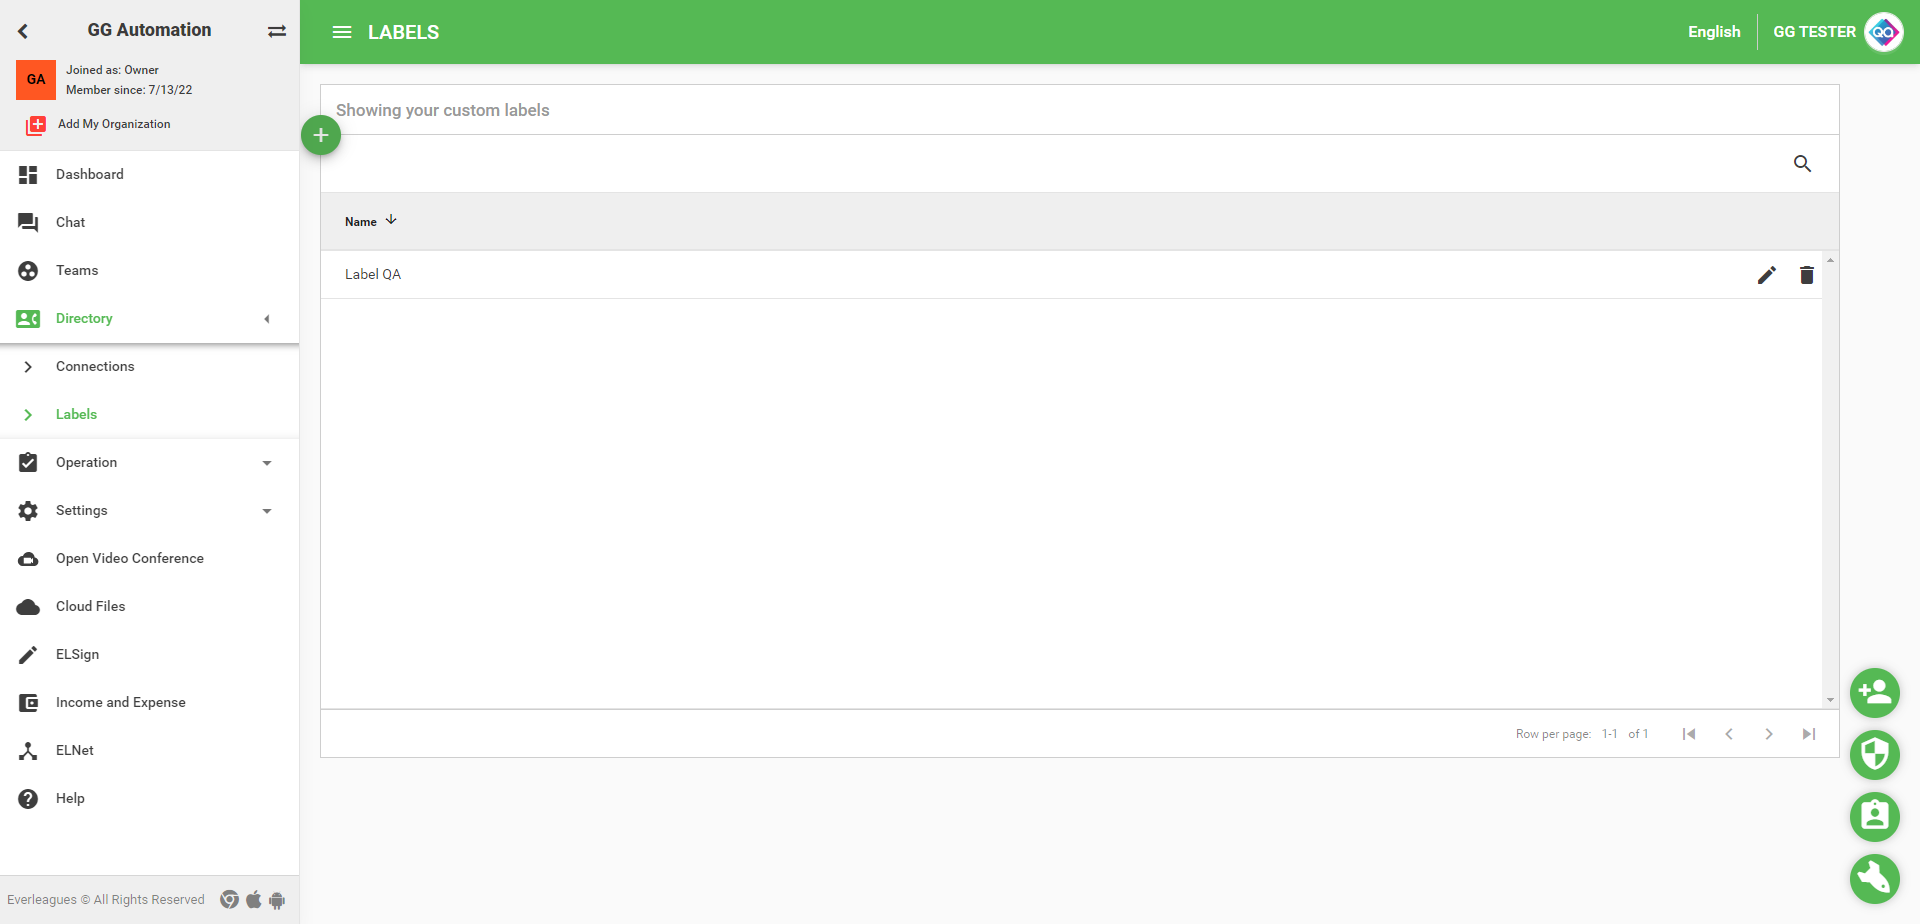 GG Automation
GA
Joined as: Owner
Member since: 7/13/22
Add My Organization
Dashboard
Chat
Teams
Directory
Connections
Labels
Operation
Settings
Open Video Conference
Cloud Files
ELSign
Income and Expense
ELNet
Help
Everleagues © All Rights Reserved
LABELS
English
GG TESTER
QA
Showing your custom labels
Name
Label QA
Row per page: 1-1 of 1